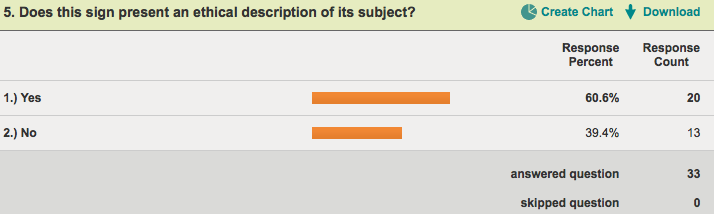 5. Does this sign present an ethical description of its subject? Create Chart Download
Response Percent Response Count
1.) Yes 60.6% 20
2.) No 39.4% 13
answered question 33
skipped question 0